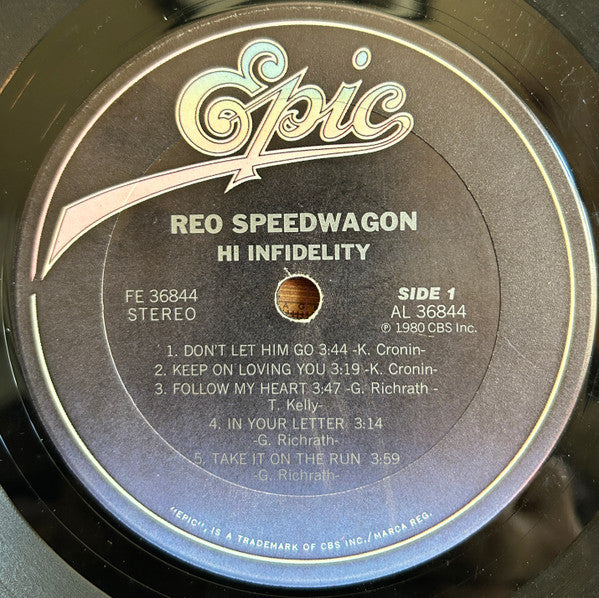 Epic
REO SPEEDWAGON
HI INFIDELITY
FE 36844
STEREO
SIDE 1
AL 36844
℗ 1980 CBS Inc.
1. DON'T LET HIM GO 3:44 -K. Cronin-
2. KEEP ON LOVING YOU 3:19 -K. Cronin-
3. FOLLOW MY HEART 3:47 -G. Richrath -
T. Kelly-
4. IN YOUR LETTER 3:14
-G. Richrath-
5. TAKE IT ON THE RUN 3:59
-G. Richrath-
"EPIC", IS A TRADEMARK OF CBS INC./MARCA REG.